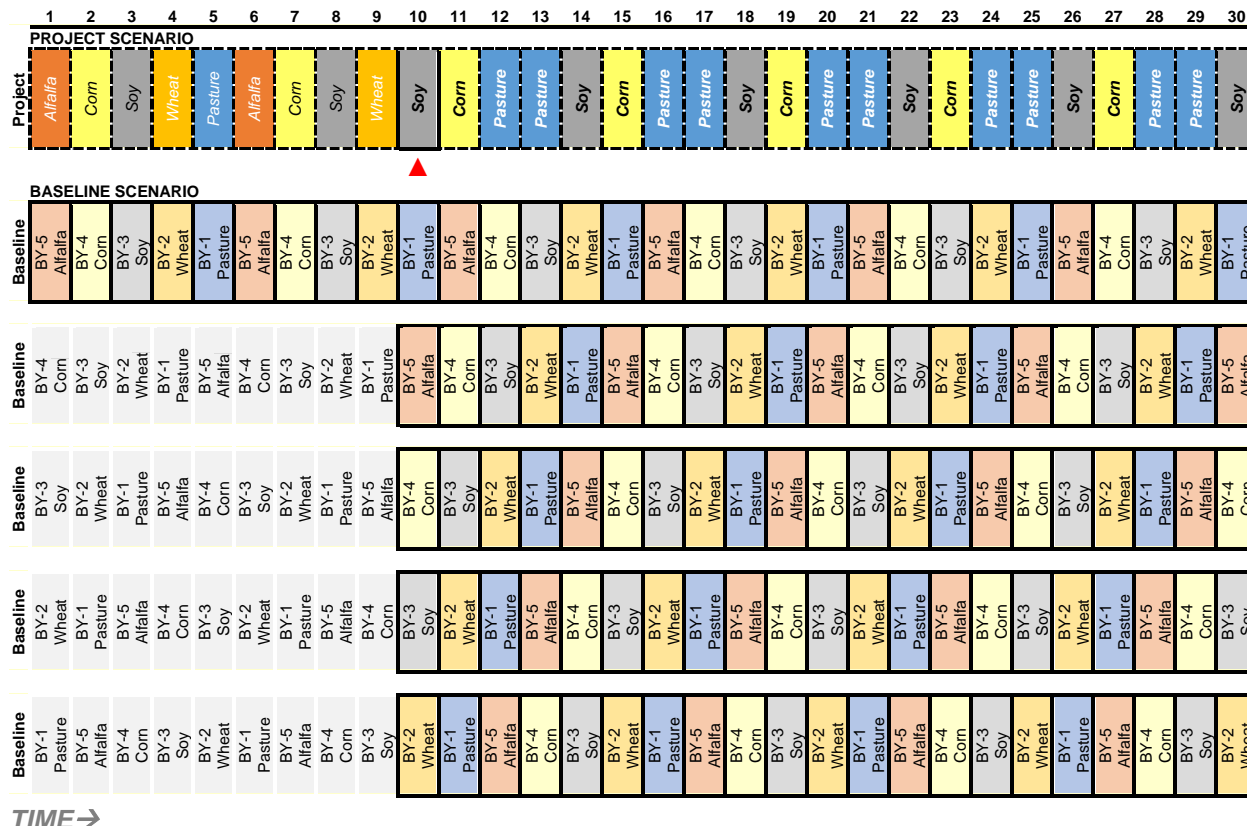 1 2 3 4 5 6 7 8 9 10 11 12 13 14 15 16 17 18 19 20 21 22 23 24 25 26 27 28 29 30
PROJECT SCENARIO
Project
Alfalfa Corn Soy Wheat Pasture Alfalfa Corn Soy Wheat Soy Corn Pasture Pasture Soy Corn Pasture Pasture Soy Corn Pasture Pasture Soy Corn Pasture Pasture Soy Corn Pasture Pasture Soy
BASELINE SCENARIO
Baseline
BY-5 BY-4 BY-3 BY-2 BY-1 BY-5 BY-4 BY-3 BY-2 BY-1 BY-5 BY-4 BY-3 BY-2 BY-1 BY-5 BY-4 BY-3 BY-2 BY-1 BY-5 BY-4 BY-3 BY-2 BY-1 BY-5 BY-4 BY-3 BY-2 BY-1
Alfalfa Corn Soy Wheat Pasture Alfalfa Corn Soy Wheat Pasture Alfalfa Corn Soy Wheat Pasture Alfalfa Corn Soy Wheat Pasture Alfalfa Corn Soy Wheat Pasture Alfalfa Corn Soy Wheat Pasture
Baseline
BY-4 BY-3 BY-2 BY-1 BY-5 BY-4 BY-3 BY-2 BY-1 BY-5 BY-4 BY-3 BY-2 BY-1 BY-5 BY-4 BY-3 BY-2 BY-1 BY-5 BY-4 BY-3 BY-2 BY-1 BY-5 BY-4 BY-3 BY-2 BY-1 BY-5
Corn Soy Wheat Pasture Alfalfa Corn Soy Wheat Pasture Alfalfa Corn Soy Wheat Pasture Alfalfa Corn Soy Wheat Pasture Alfalfa Corn Soy Wheat Pasture Alfalfa Corn Soy Wheat Pasture Alfalfa
Baseline
BY-3 BY-2 BY-1 BY-5 BY-4 BY-3 BY-2 BY-1 BY-5 BY-4 BY-3 BY-2 BY-1 BY-5 BY-4 BY-3 BY-2 BY-1 BY-5 BY-4 BY-3 BY-2 BY-1 BY-5 BY-4 BY-3 BY-2 BY-1 BY-5 BY-4
Soy Wheat Pasture Alfalfa Corn Soy Wheat Pasture Alfalfa Corn Soy Wheat Pasture Alfalfa Corn Soy Wheat Pasture Alfalfa Corn Soy Wheat Pasture Alfalfa Corn Soy Wheat Pasture Alfalfa Corn
Baseline
BY-2 BY-1 BY-5 BY-4 BY-3 BY-2 BY-1 BY-5 BY-4 BY-3 BY-2 BY-1 BY-5 BY-4 BY-3 BY-2 BY-1 BY-5 BY-4 BY-3 BY-2 BY-1 BY-5 BY-4 BY-3 BY-2 BY-1 BY-5 BY-4 BY-3
Wheat Pasture Alfalfa Corn Soy Wheat Pasture Alfalfa Corn Soy Wheat Pasture Alfalfa Corn Soy Wheat Pasture Alfalfa Corn Soy Wheat Pasture Alfalfa Corn Soy Wheat Pasture Alfalfa Corn Soy
Baseline
BY-1 BY-5 BY-4 BY-3 BY-2 BY-1 BY-5 BY-4 BY-3 BY-2 BY-1 BY-5 BY-4 BY-3 BY-2 BY-1 BY-5 BY-4 BY-3 BY-2 BY-1 BY-5 BY-4 BY-3 BY-2 BY-1 BY-5 BY-4 BY-3 BY-2
Pasture Alfalfa Corn Soy Wheat Pasture Alfalfa Corn Soy Wheat Pasture Alfalfa Corn Soy Wheat Pasture Alfalfa Corn Soy Wheat Pasture Alfalfa Corn Soy Wheat Pasture Alfalfa Corn Soy Wheat
TIME→